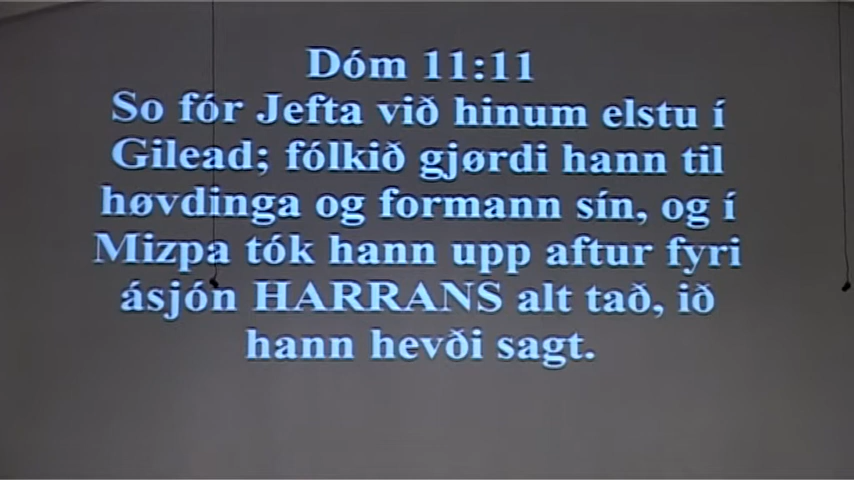 Dóm 11:11
So fór Jefta við hinum elstu í
Gilead; fólkið gjørdi hann til
høvdinga og formann sín, og í
Mizpa tók hann upp aftur fyri
ásjón HARRANS alt tað, ið
hann hevði sagt.